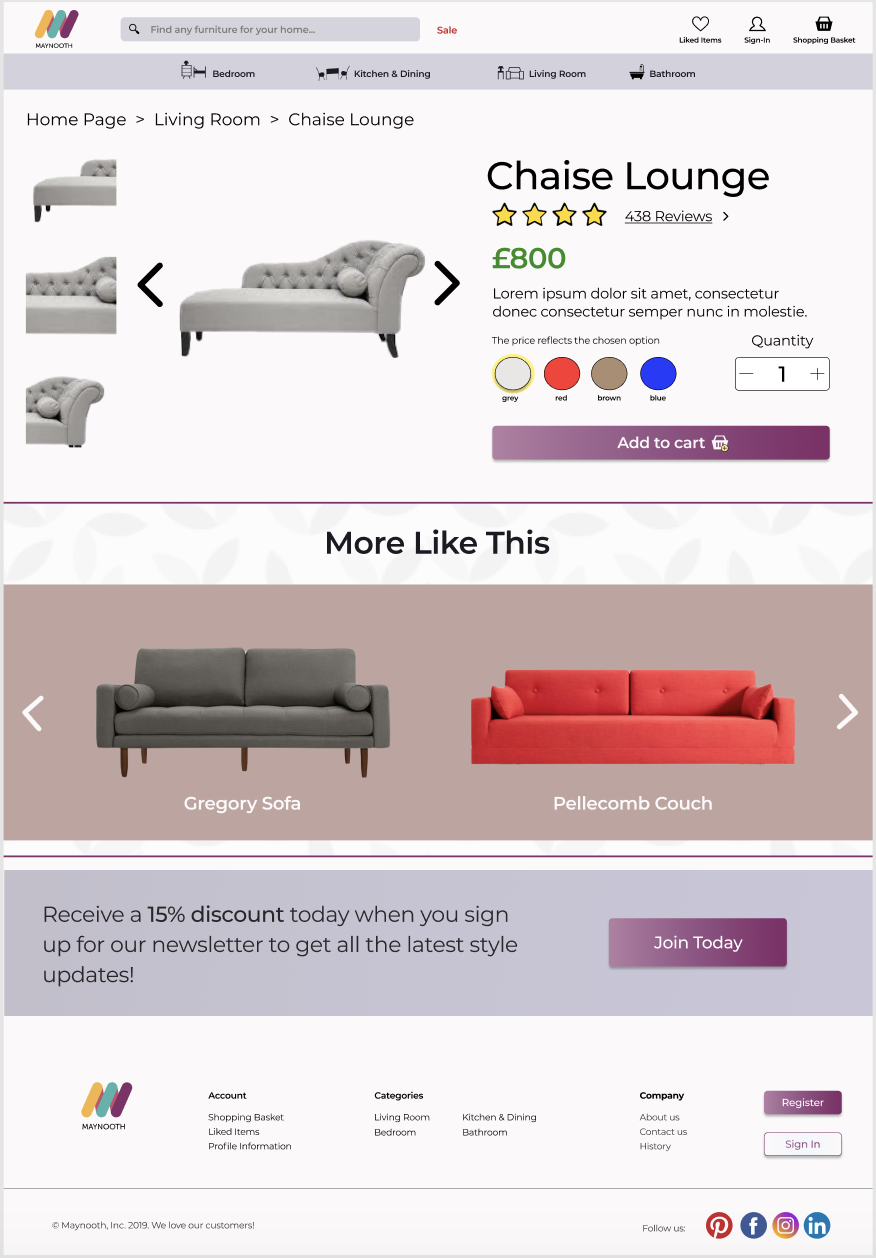 MAYNOOTH
Find any furniture for your home...
Sale
Liked Items
Sign-In
Shopping Basket
Bedroom
Kitchen & Dining
Living Room
Bathroom
Home Page > Living Room > Chaise Lounge
Chaise Lounge
438 Reviews >
£800
Lorem ipsum dolor sit amet, consectetur
donec consectetur semper nunc in molestie.
The price reflects the chosen option
Quantity
1
grey
red
brown
blue
Add to cart
More Like This
Gregory Sofa
Pellecomb Couch
Receive a 15% discount today when you sign
up for our newsletter to get all the latest style
updates!
Join Today
MAYNOOTH
Account
Shopping Basket
Liked Items
Profile Information
Categories
Living Room
Bedroom
Kitchen & Dining
Bathroom
Company
About us
Contact us
History
Register
Sign In
© Maynooth, Inc. 2019. We love our customers!
Follow us: